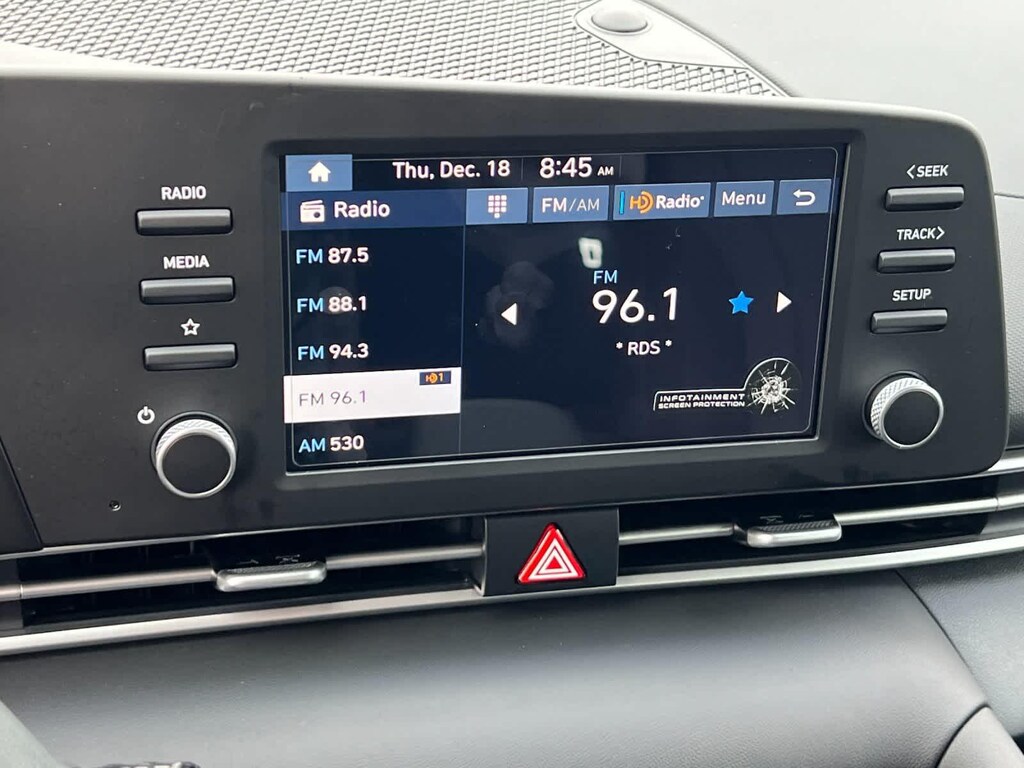 RADIO
MEDIA
Thu, Dec. 18 8:45 AM
Radio
FM/AM
HD Radio
Menu
FM 87.5
FM 88.1
FM 94.3
FM 96.1
HD1
AM 530
FM
96.1
* RDS *
INFOTAINMENT
SCREEN PROTECTION
<SEEK
TRACK>
SETUP